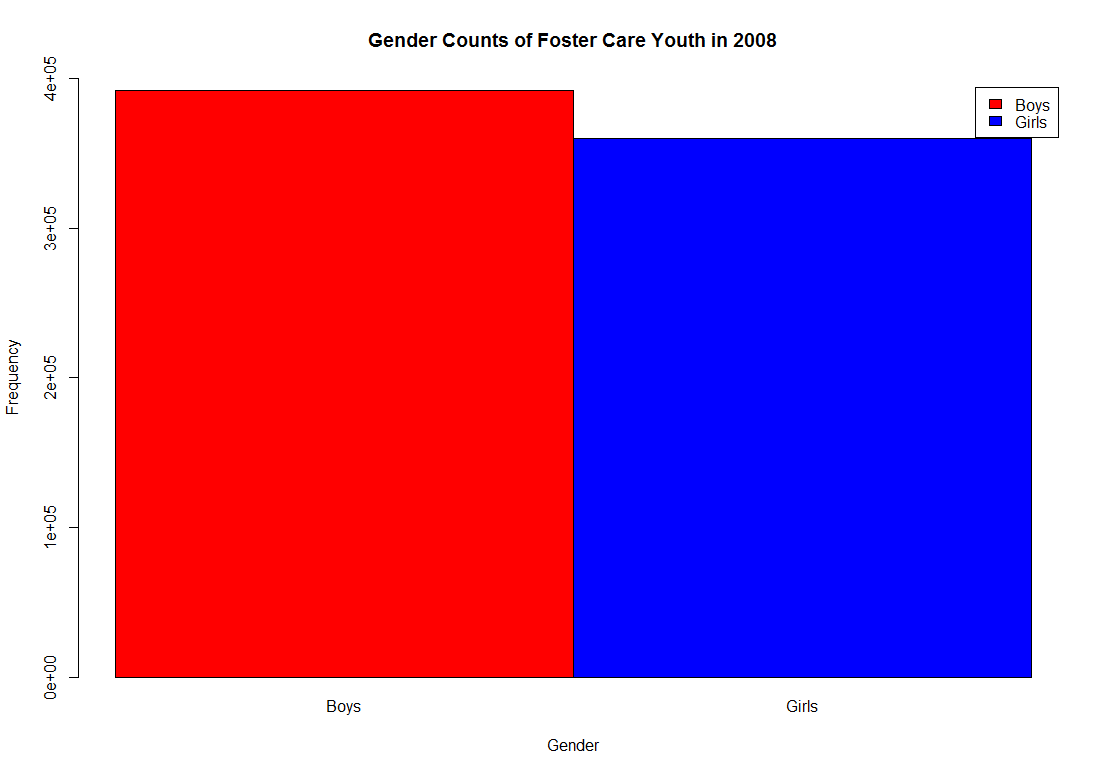 Gender Counts of Foster Care Youth in 2008
4e+05
3e+05
2e+05
1e+05
0e+00
Frequency
Boys
Girls
Boys
Girls
Gender